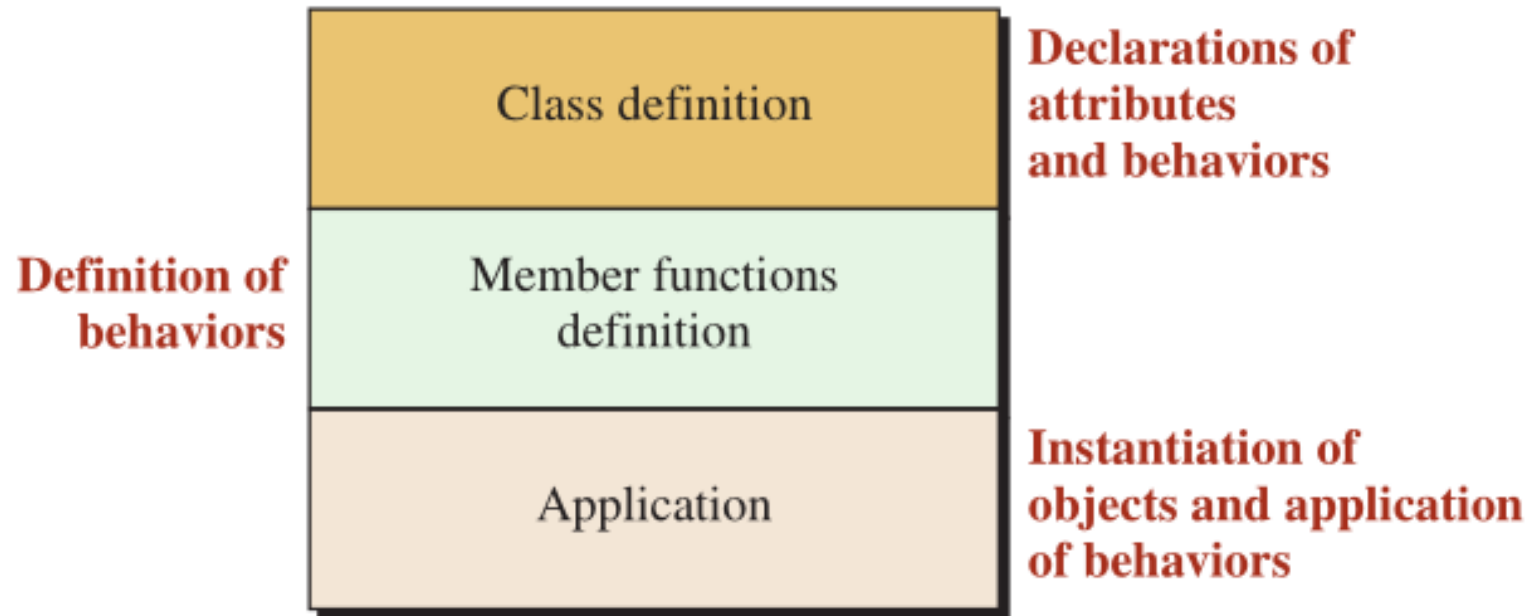 Class definition
Declarations of
attributes
and behaviors
Definition of
behaviors
Member functions
definition
Application
Instantiation of
objects and application
of behaviors